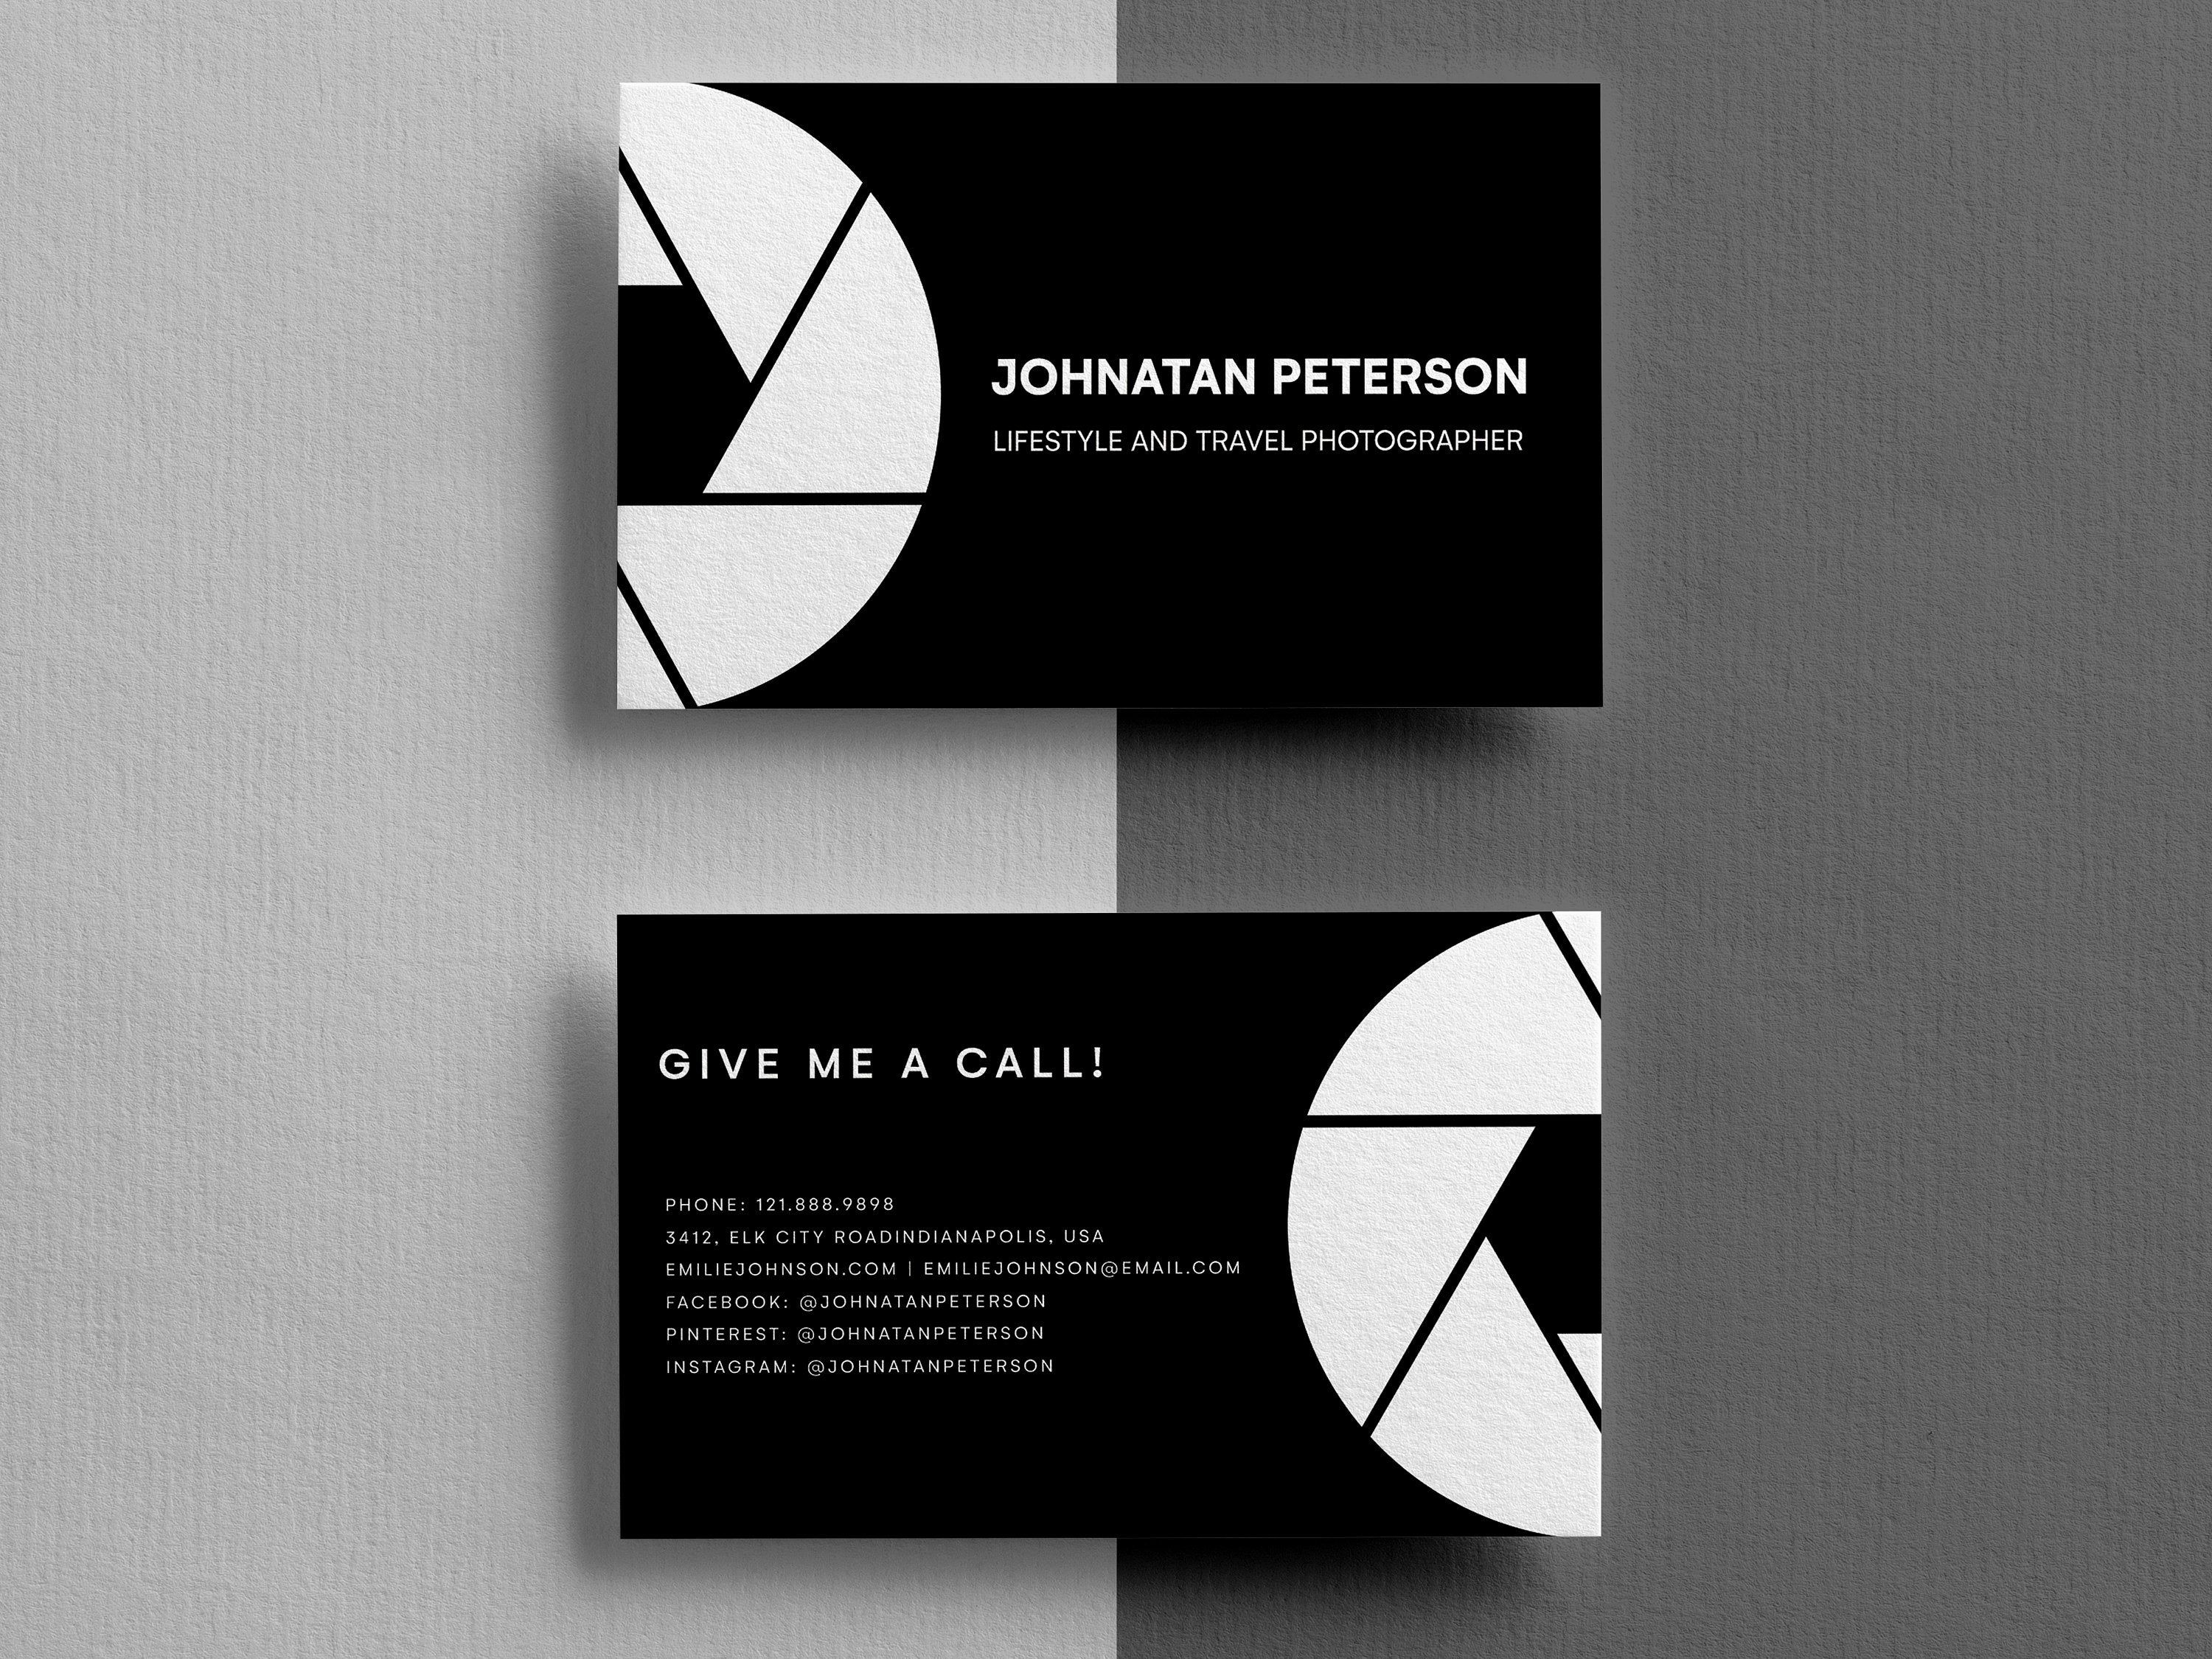 JOHNATAN PETERSON
LIFESTYLE AND TRAVEL PHOTOGRAPHER
GIVE ME A CALL!
PHONE: 121.888.9898
3412, ELK CITY ROADINDIANAPOLIS, USA
EMILIEJOHNSON.COM | EMILIEJOHNSON@EMAIL.COM
FACEBOOK: @JOHNATANPETERSON
PINTEREST: @JOHNATANPETERSON
INSTAGRAM: @JOHNATANPETERSON